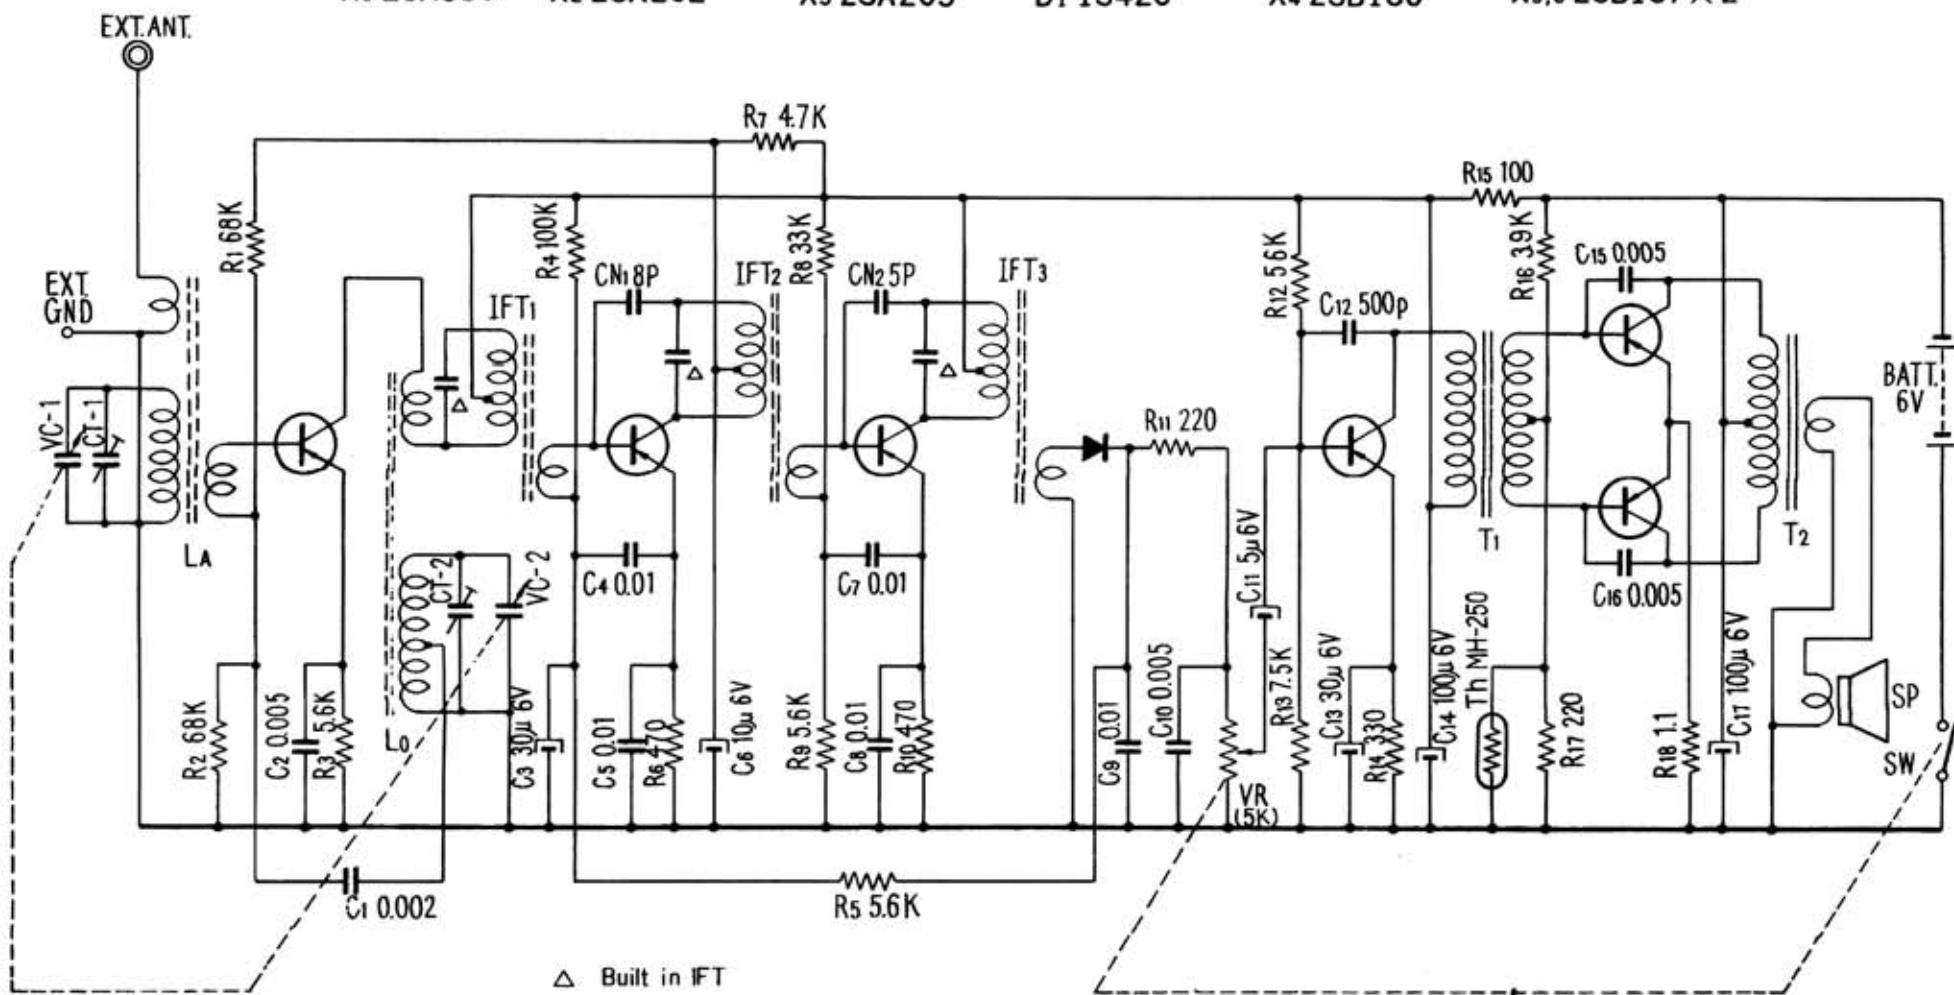 D1 1S426
EXT.ANT.
R7 4.7K
R15 100
R1 68K
R4 100K
CN1 8P
IFT2
R8 33K
CN2 5P
IFT3
R12 56K
C12 500p
R16 3.9K
C15 0.005
EXT.
GND
IFT1
VC-1
CT-1
R11 220
BATT.
6V
LA
CT-2
VC-2
C4 0.01
C7 0.01
C11 5μ 6V
T1
T2
C16 0.005
R2 68K
C2 0.005
R3 5.6K
LO
C3 30μ 6V
C5 0.01
R6 470
C6 10μ 6V
R9 5.6K
C8 0.01
R10 470
C9 0.01
C10 0.005
VR
(5K)
R13 7.5K
C13 30μ 6V
R14 330
C14 100μ 6V
Th MH-250
R17 220
R18 1.1
C17 100μ 6V
SP
SW
C1 0.002
R5 5.6K
△ Built in IFT